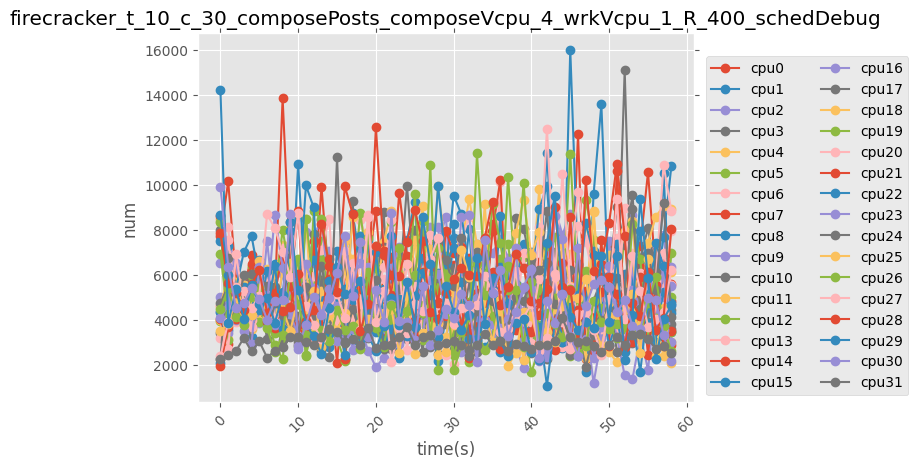 firecracker_t_10_c_30_composePosts_composeVcpu_4_wrkVcpu_1_R_400_schedDebug
16000
14000
12000
10000
8000
6000
4000
2000
num
0
10
20
30
40
50
60
time(s)
cpu0
cpu1
cpu2
cpu3
cpu4
cpu5
cpu6
cpu7
cpu8
cpu9
cpu10
cpu11
cpu12
cpu13
cpu14
cpu15
cpu16
cpu17
cpu18
cpu19
cpu20
cpu21
cpu22
cpu23
cpu24
cpu25
cpu26
cpu27
cpu28
cpu29
cpu30
cpu31